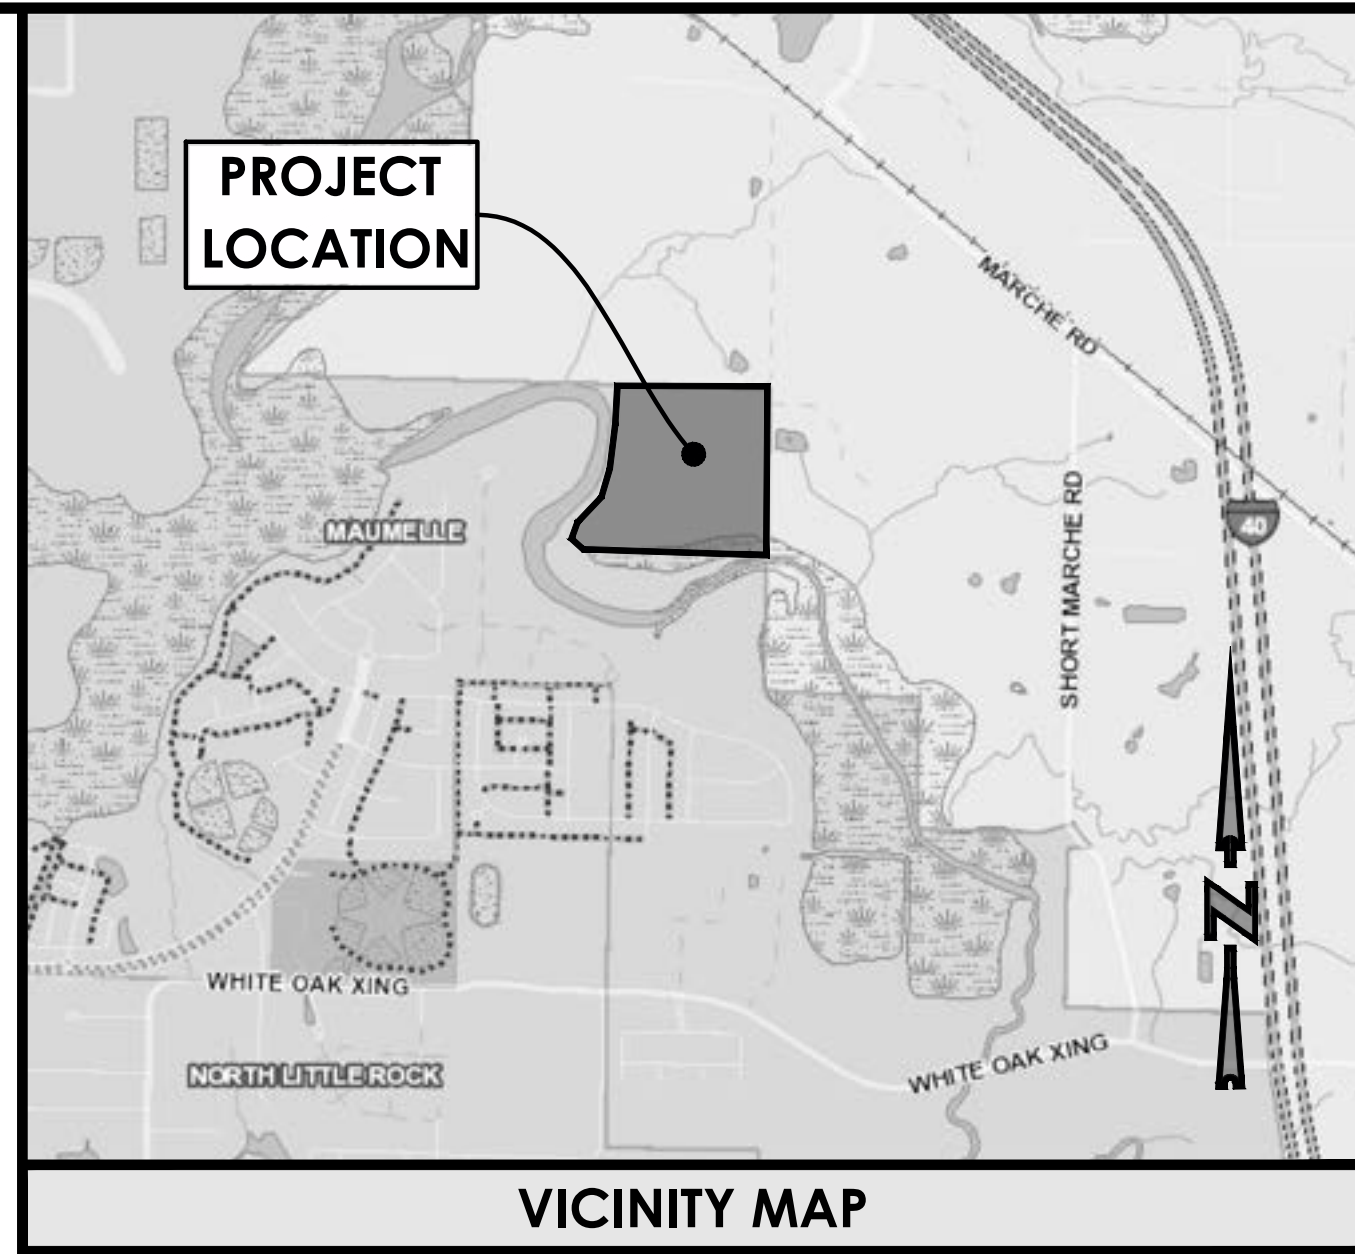 PROJECT
LOCATION
MARCHE RD
MAUMELLE
SHORT MARCHE RD
40
N
WHITE OAK XING
WHITE OAK XING
NORTH LITTLE ROCK
VICINITY MAP